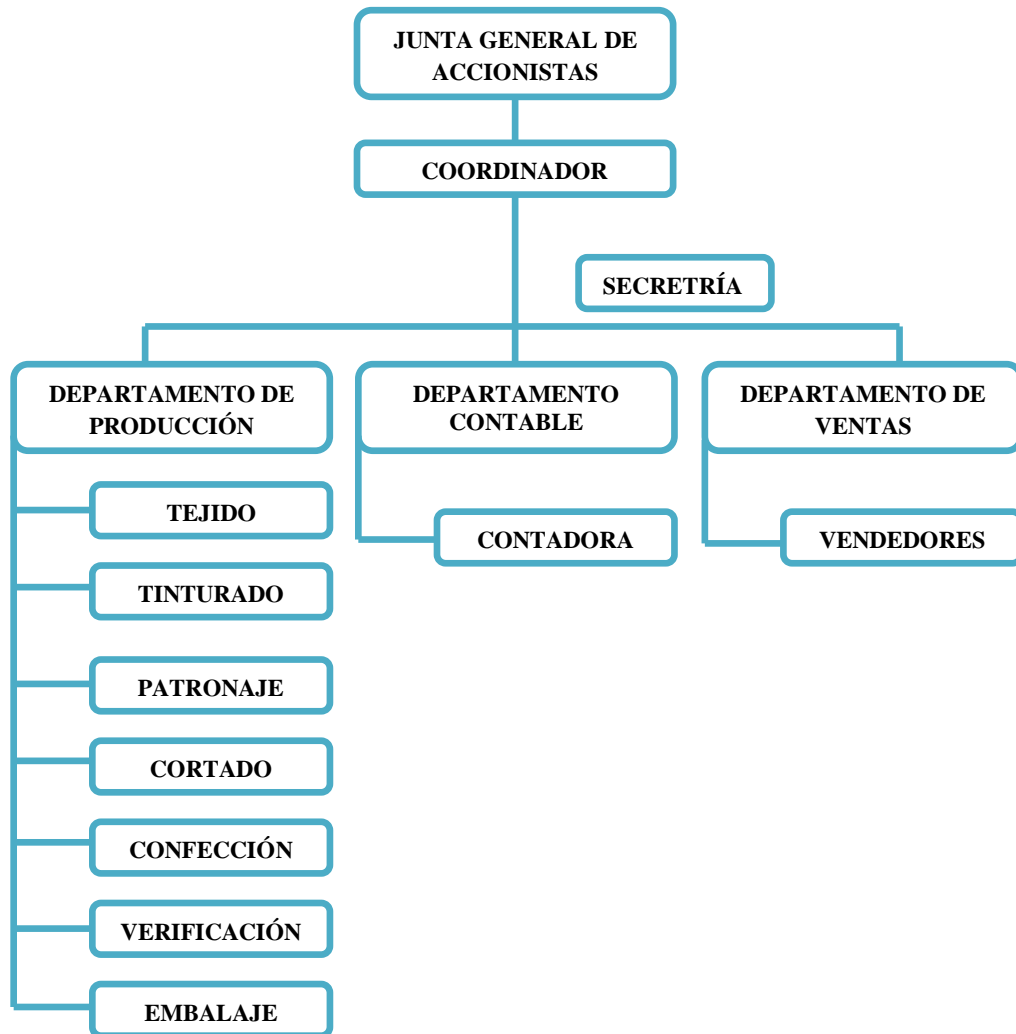 JUNTA GENERAL DE
ACCIONISTAS
COORDINADOR
SECRETRÍA
DEPARTAMENTO DE
PRODUCCIÓN
DEPARTAMENTO
CONTABLE
DEPARTAMENTO DE
VENTAS
TEJIDO
TINTURADO
PATRONAJE
CORTADO
CONFECCIÓN
VERIFICACIÓN
EMBALAJE
CONTADORA
VENDEDORES